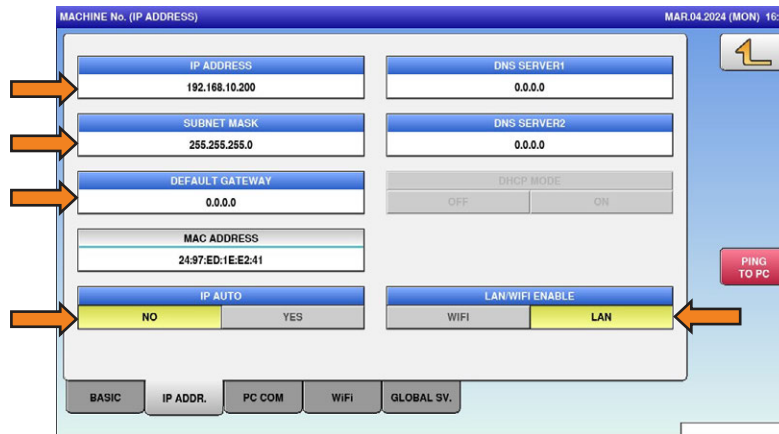 MACHINE No. (IP ADDRESS)
MAR.04.2024 (MON) 16:
IP ADDRESS
192.168.10.200
DNS SERVER1
0.0.0.0
SUBNET MASK
255.255.255.0
DNS SERVER2
0.0.0.0
DEFAULT GATEWAY
0.0.0.0
DHCP MODE
OFF ON
MAC ADDRESS
24:97:ED:1E:E2:41
PING
TO PC
IP AUTO
NO YES
LAN/WIFI ENABLE
WIFI LAN
BASIC IP ADDR. PC COM WiFi GLOBAL SV.